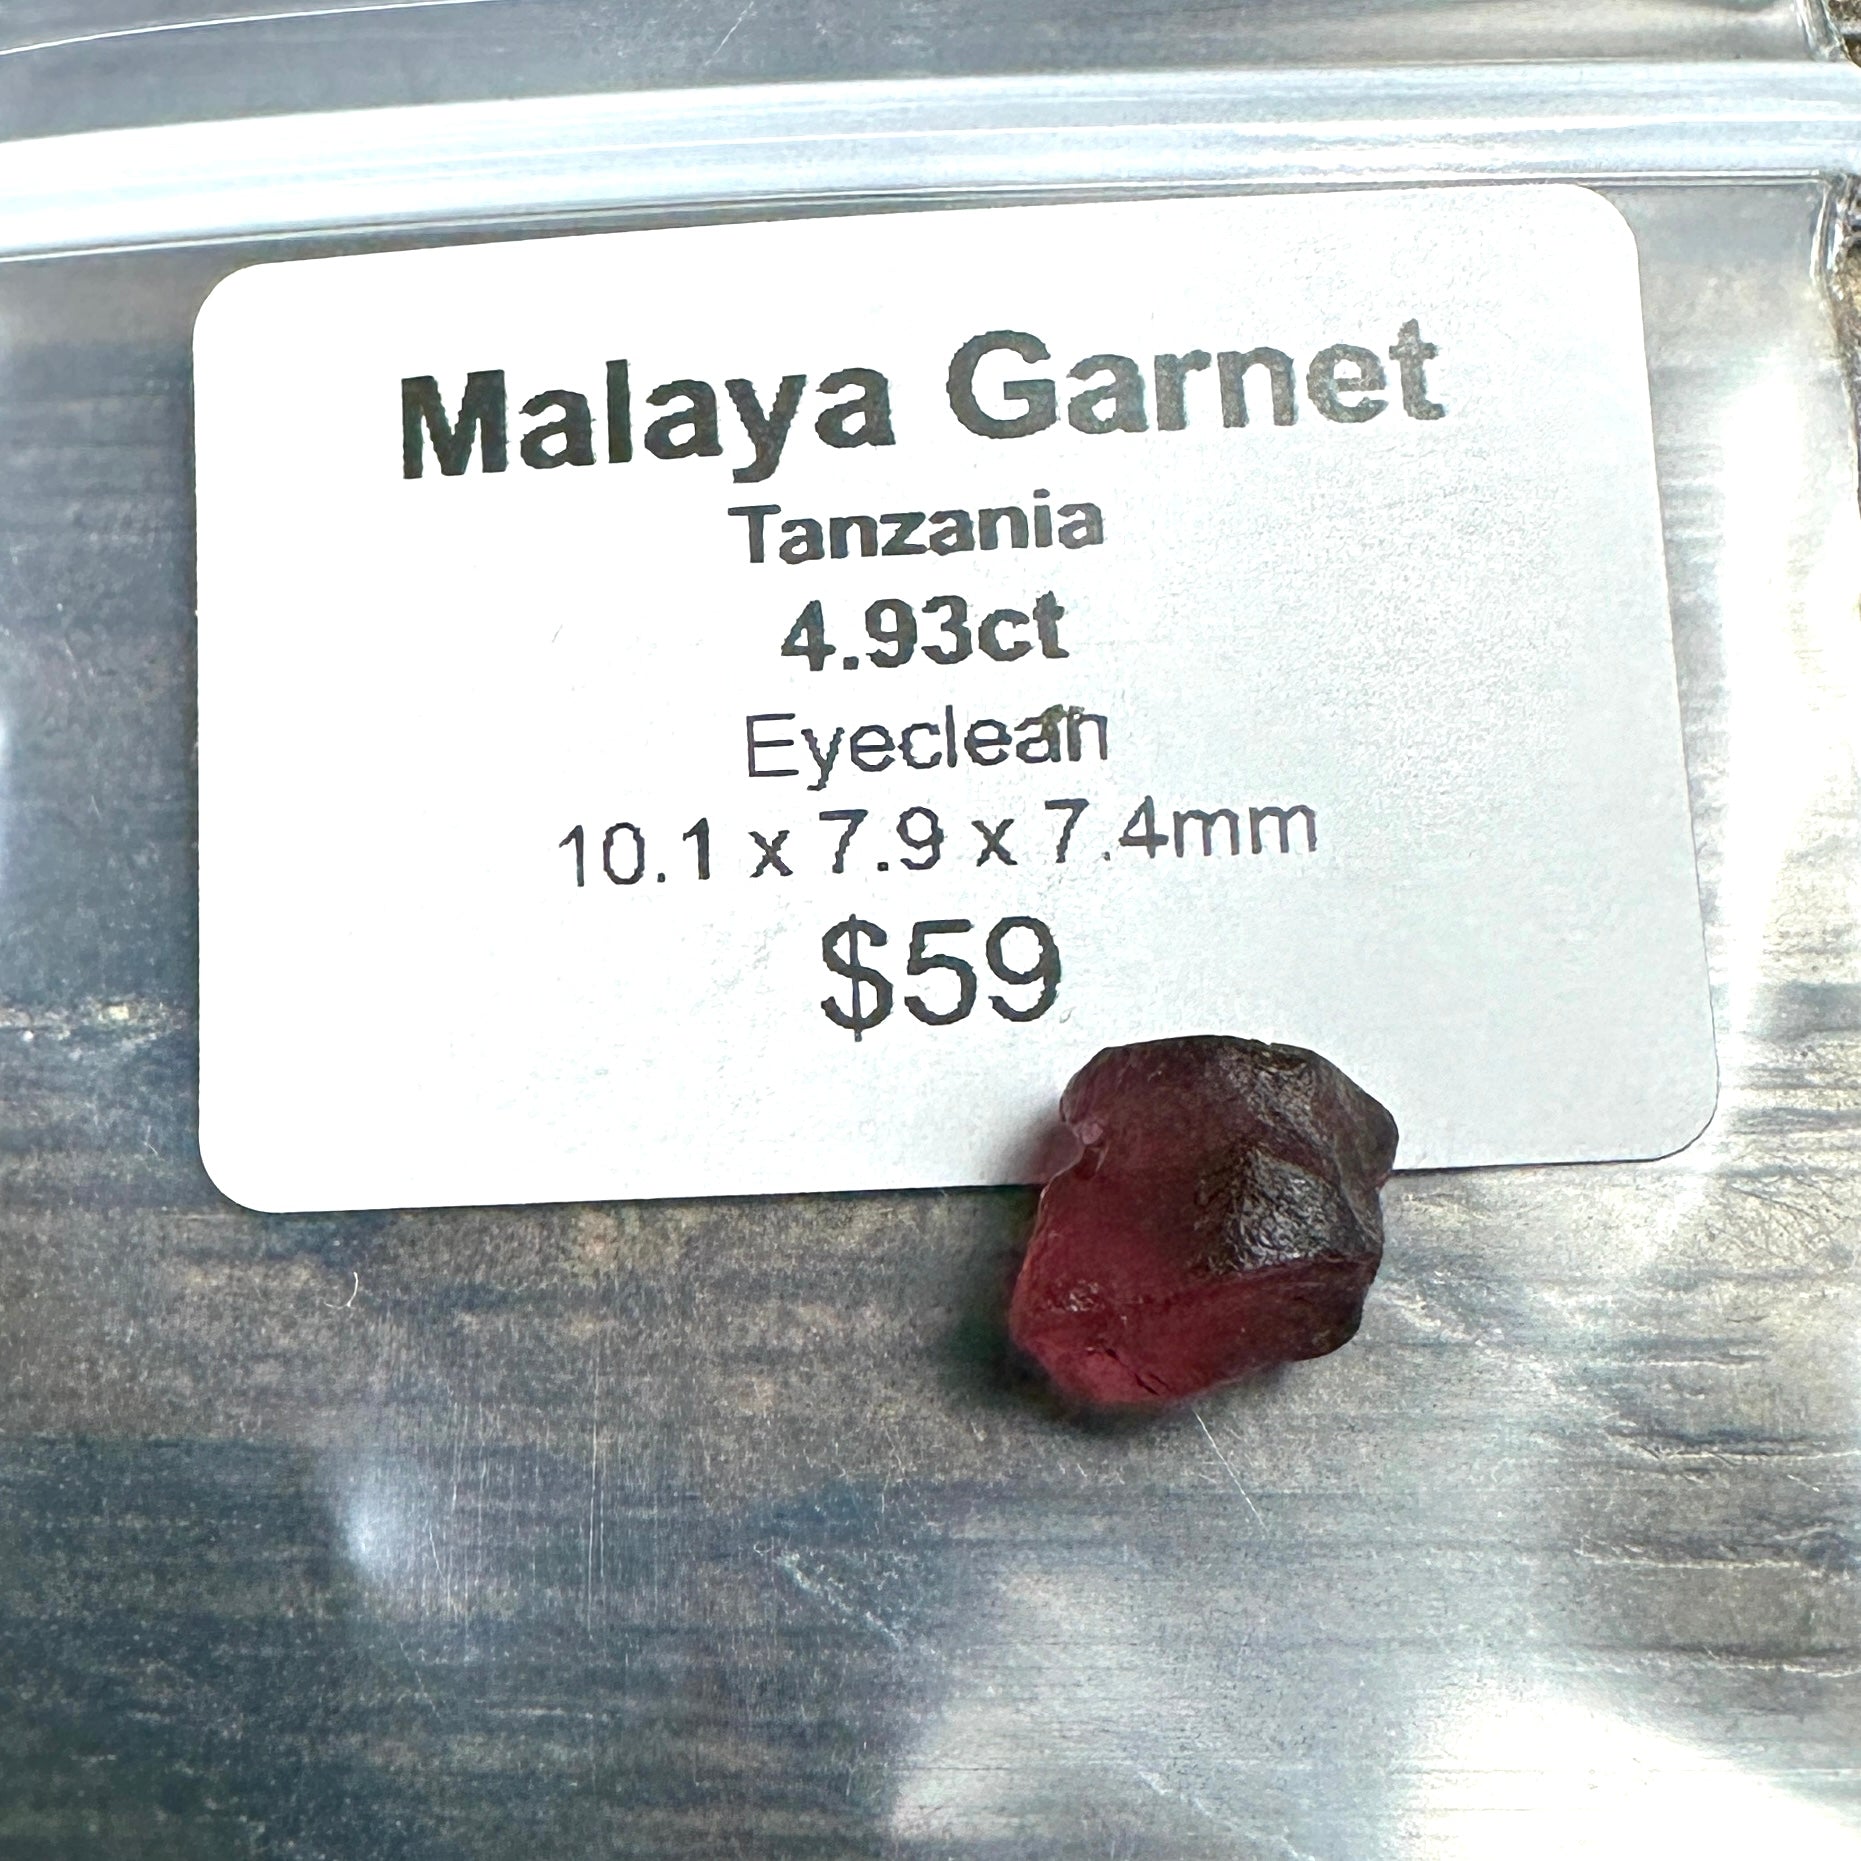 Malaya Garnet
Tanzania
4.93ct
Eyeclean
10.1 x 7.9 x 7.4mm
$59